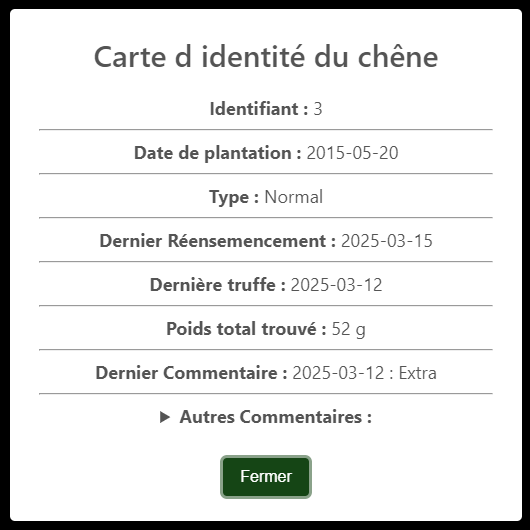 Carte d identité du chêne
Identifiant : 3
Date de plantation : 2015-05-20
Type : Normal
Dernier Réensemencement : 2025-03-15
Dernière truffe : 2025-03-12
Poids total trouvé : 52 g
Dernier Commentaire : 2025-03-12 : Extra
▶ Autres Commentaires :
Fermer